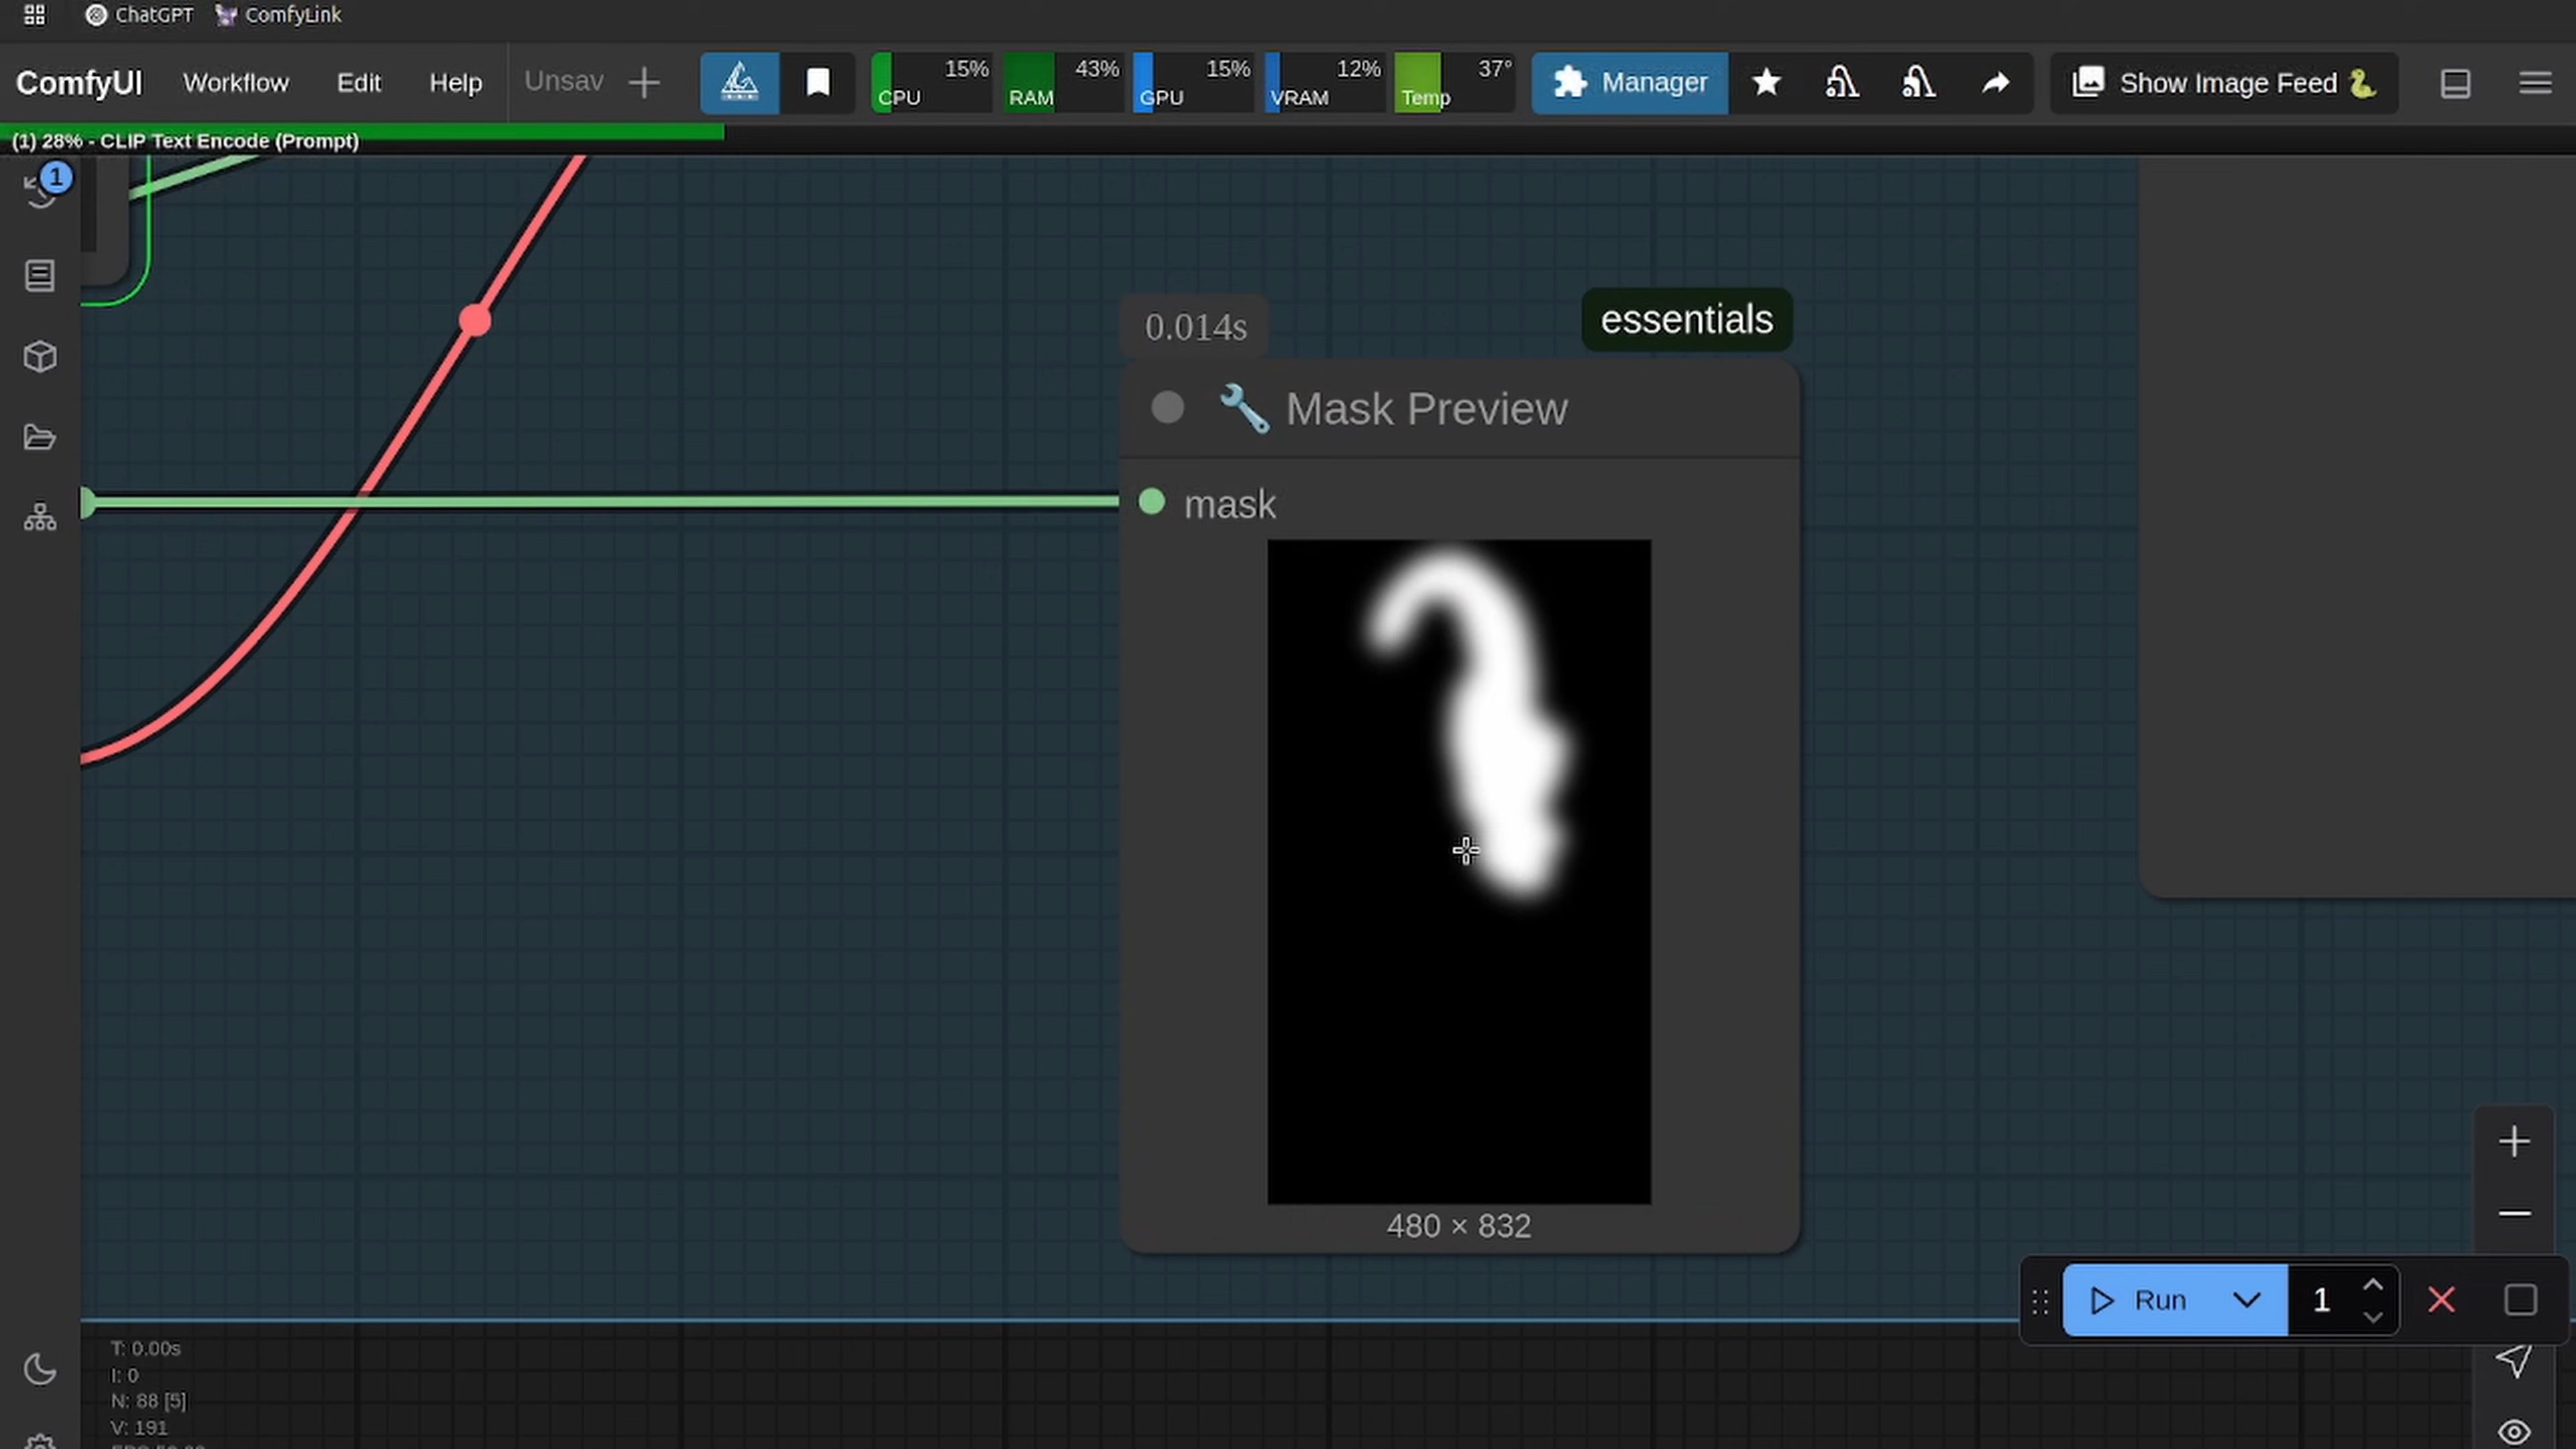 ChatGPT ComfyLink
ComfyUI Workflow Edit Help Unsav
15% CPU 43% RAM 15% GPU 12% VRAM 37° Temp
Manager Show Image Feed
(1) 28% - CLIP Text Encode (Prompt)
1
0.014s essentials
Mask Preview
mask
480 × 832
Run 1
T: 0.00s
I: 0
N: 88 [5]
V: 191